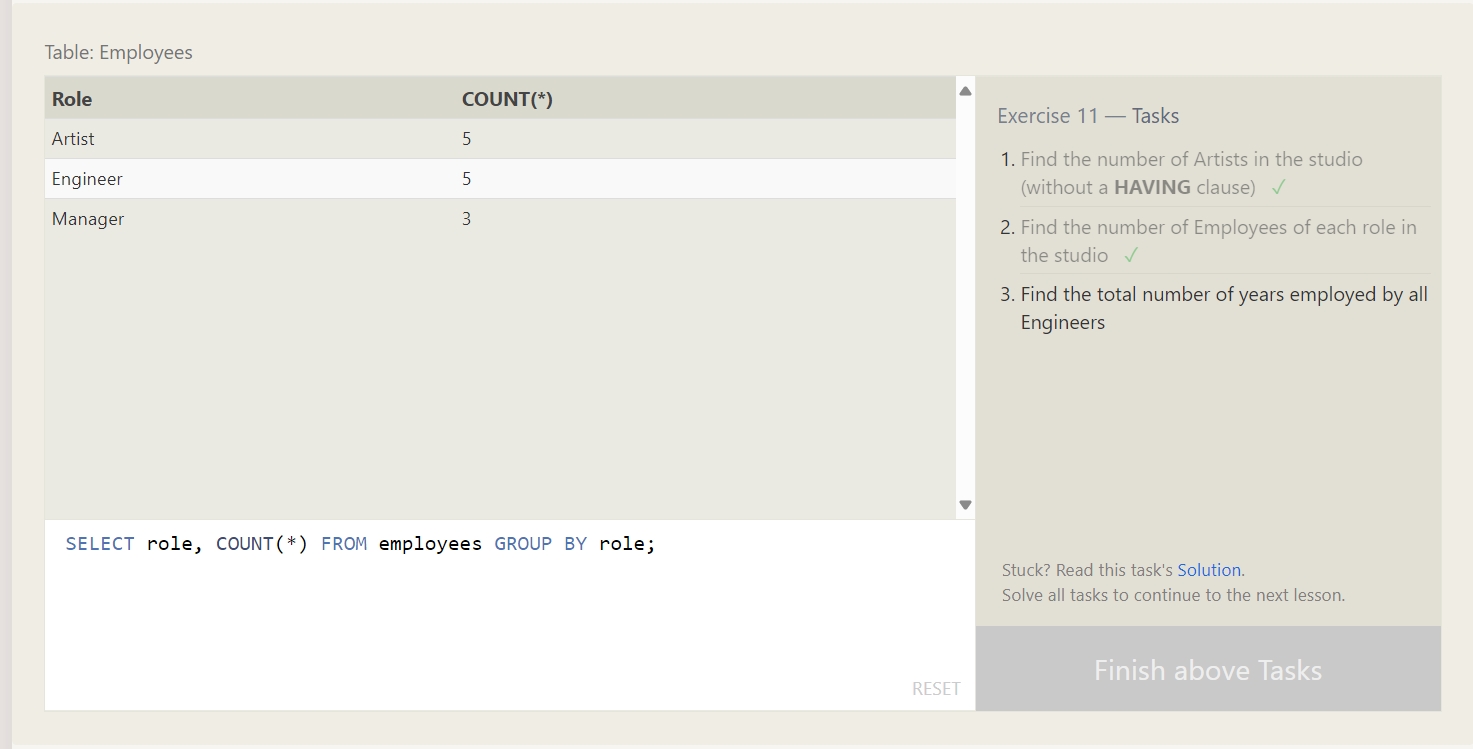 Table: Employees
Role COUNT(*)
Artist 5
Engineer 5
Manager 3
SELECT role, COUNT(*) FROM employees GROUP BY role;
RESET
Exercise 11 — Tasks
1. Find the number of Artists in the studio
(without a HAVING clause) ✓
2. Find the number of Employees of each role in
the studio ✓
3. Find the total number of years employed by all
Engineers
Stuck? Read this task's Solution.
Solve all tasks to continue to the next lesson.
Finish above Tasks